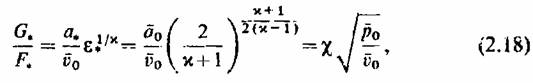 G∗/F∗ = a∗/v̄₀ ε∗^(1/ϰ) = ā₀/v̄₀ (2/(ϰ+1))^((ϰ+1)/(2(ϰ−1))) = χ √(p̄₀/v̄₀), (2.18)